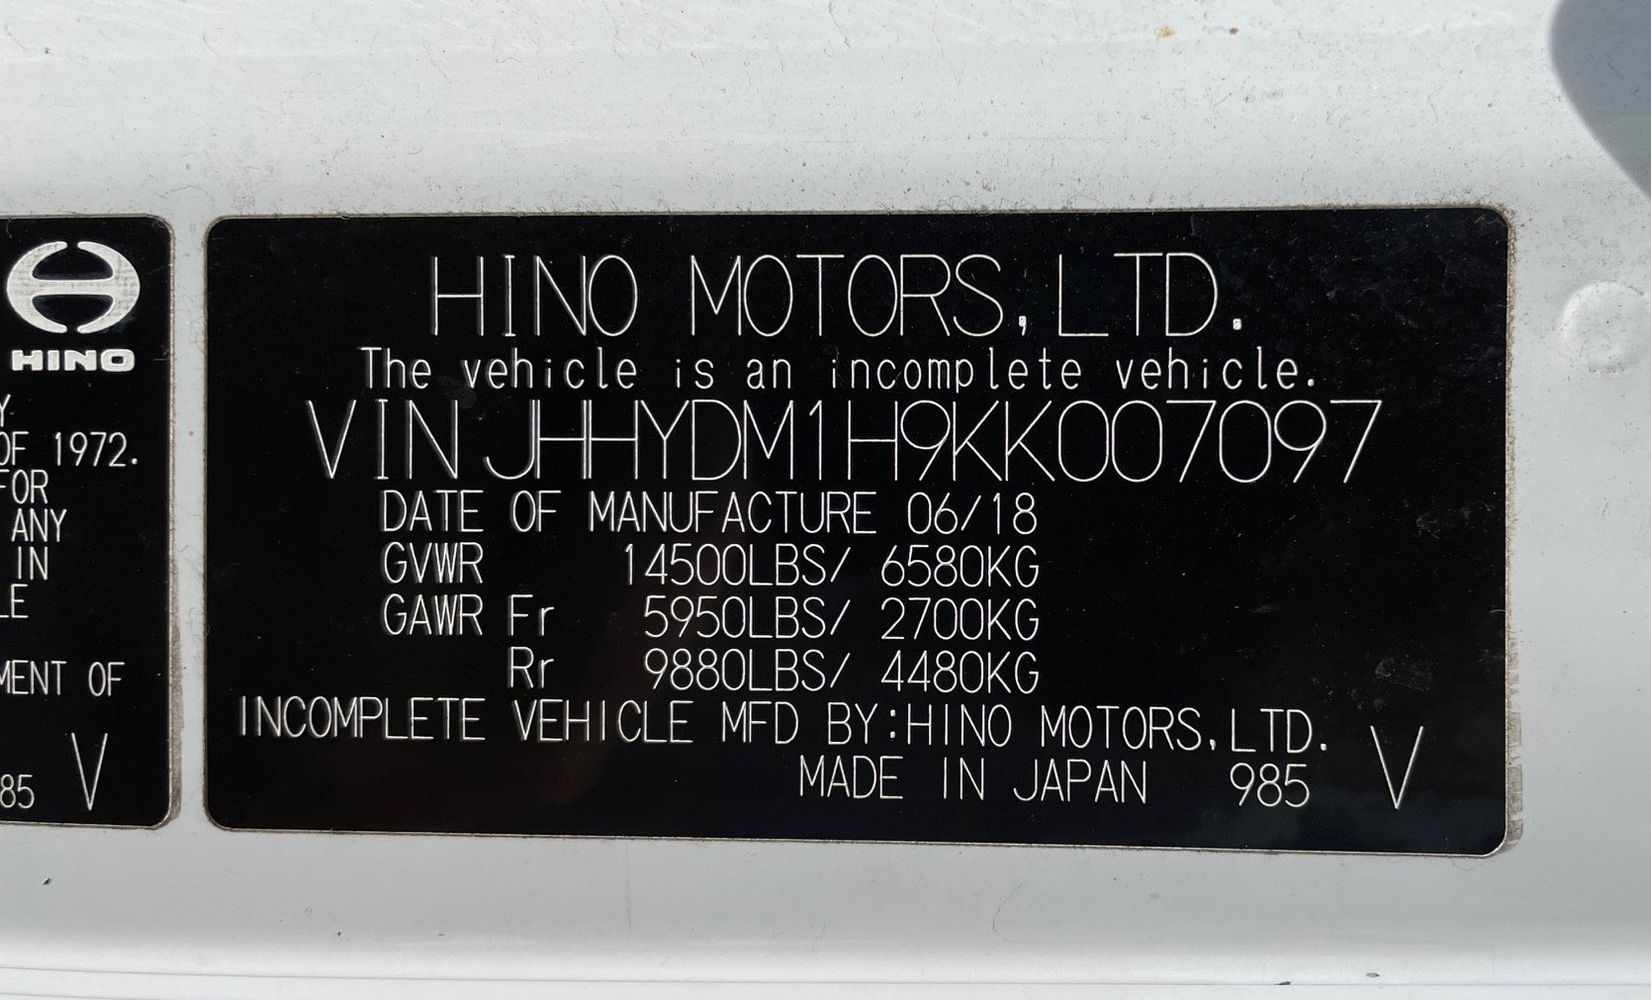 HINO
Y
OF 1972.
FOR
ANY
IN
LE
MENT OF
85 V
HINO MOTORS, LTD.
The vehicle is an incomplete vehicle.
VIN JHHYDM1H9KK007097
DATE OF MANUFACTURE 06/18
GVWR 14500LBS/ 6580KG
GAWR Fr 5950LBS/ 2700KG
Rr 9880LBS/ 4480KG
INCOMPLETE VEHICLE MFD BY:HINO MOTORS, LTD.
MADE IN JAPAN 985 V